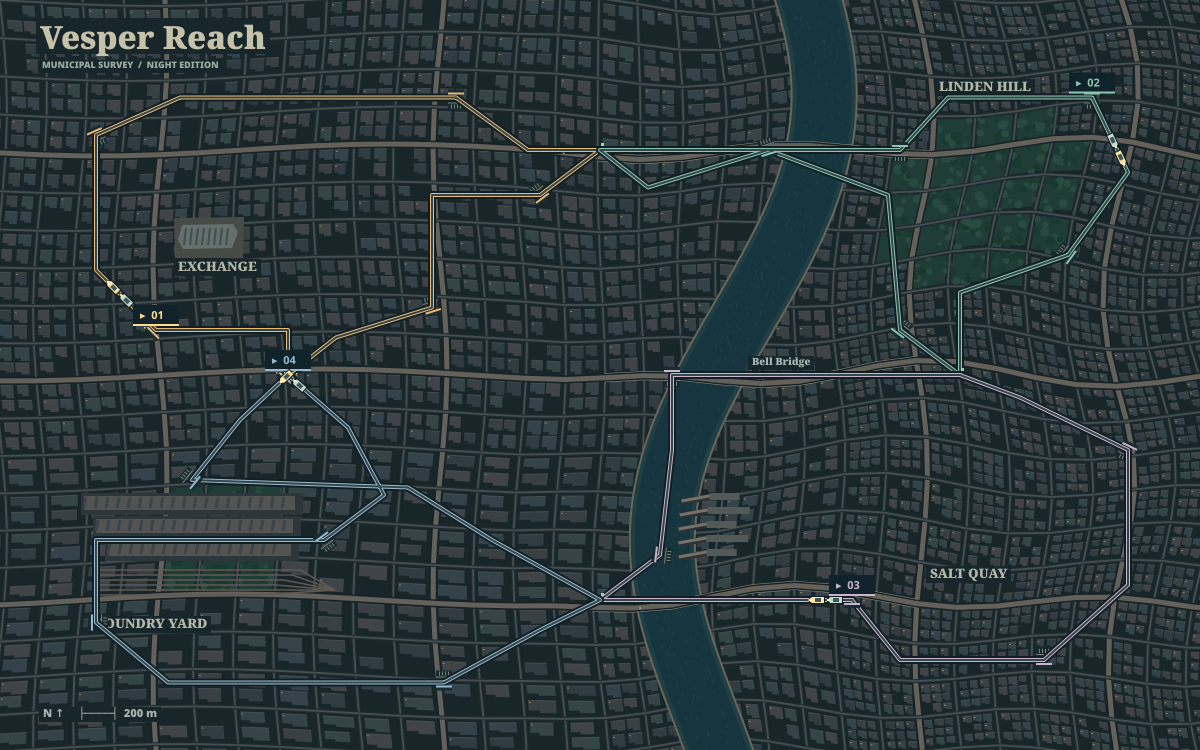 Vesper Reach
MUNICIPAL SURVEY / NIGHT EDITION
LINDEN HILL
▸ 02
EXCHANGE
▸ 01
▸ 04
Bell Bridge
SALT QUAY
▸ 03
OUNDRY YARD
N ↑ 200 m